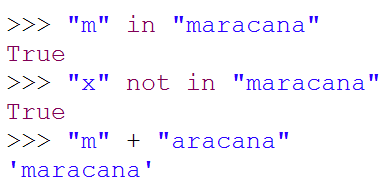 >>> "m" in "maracana"
True
>>> "x" not in "maracana"
True
>>> "m" + "aracana"
'maracana'